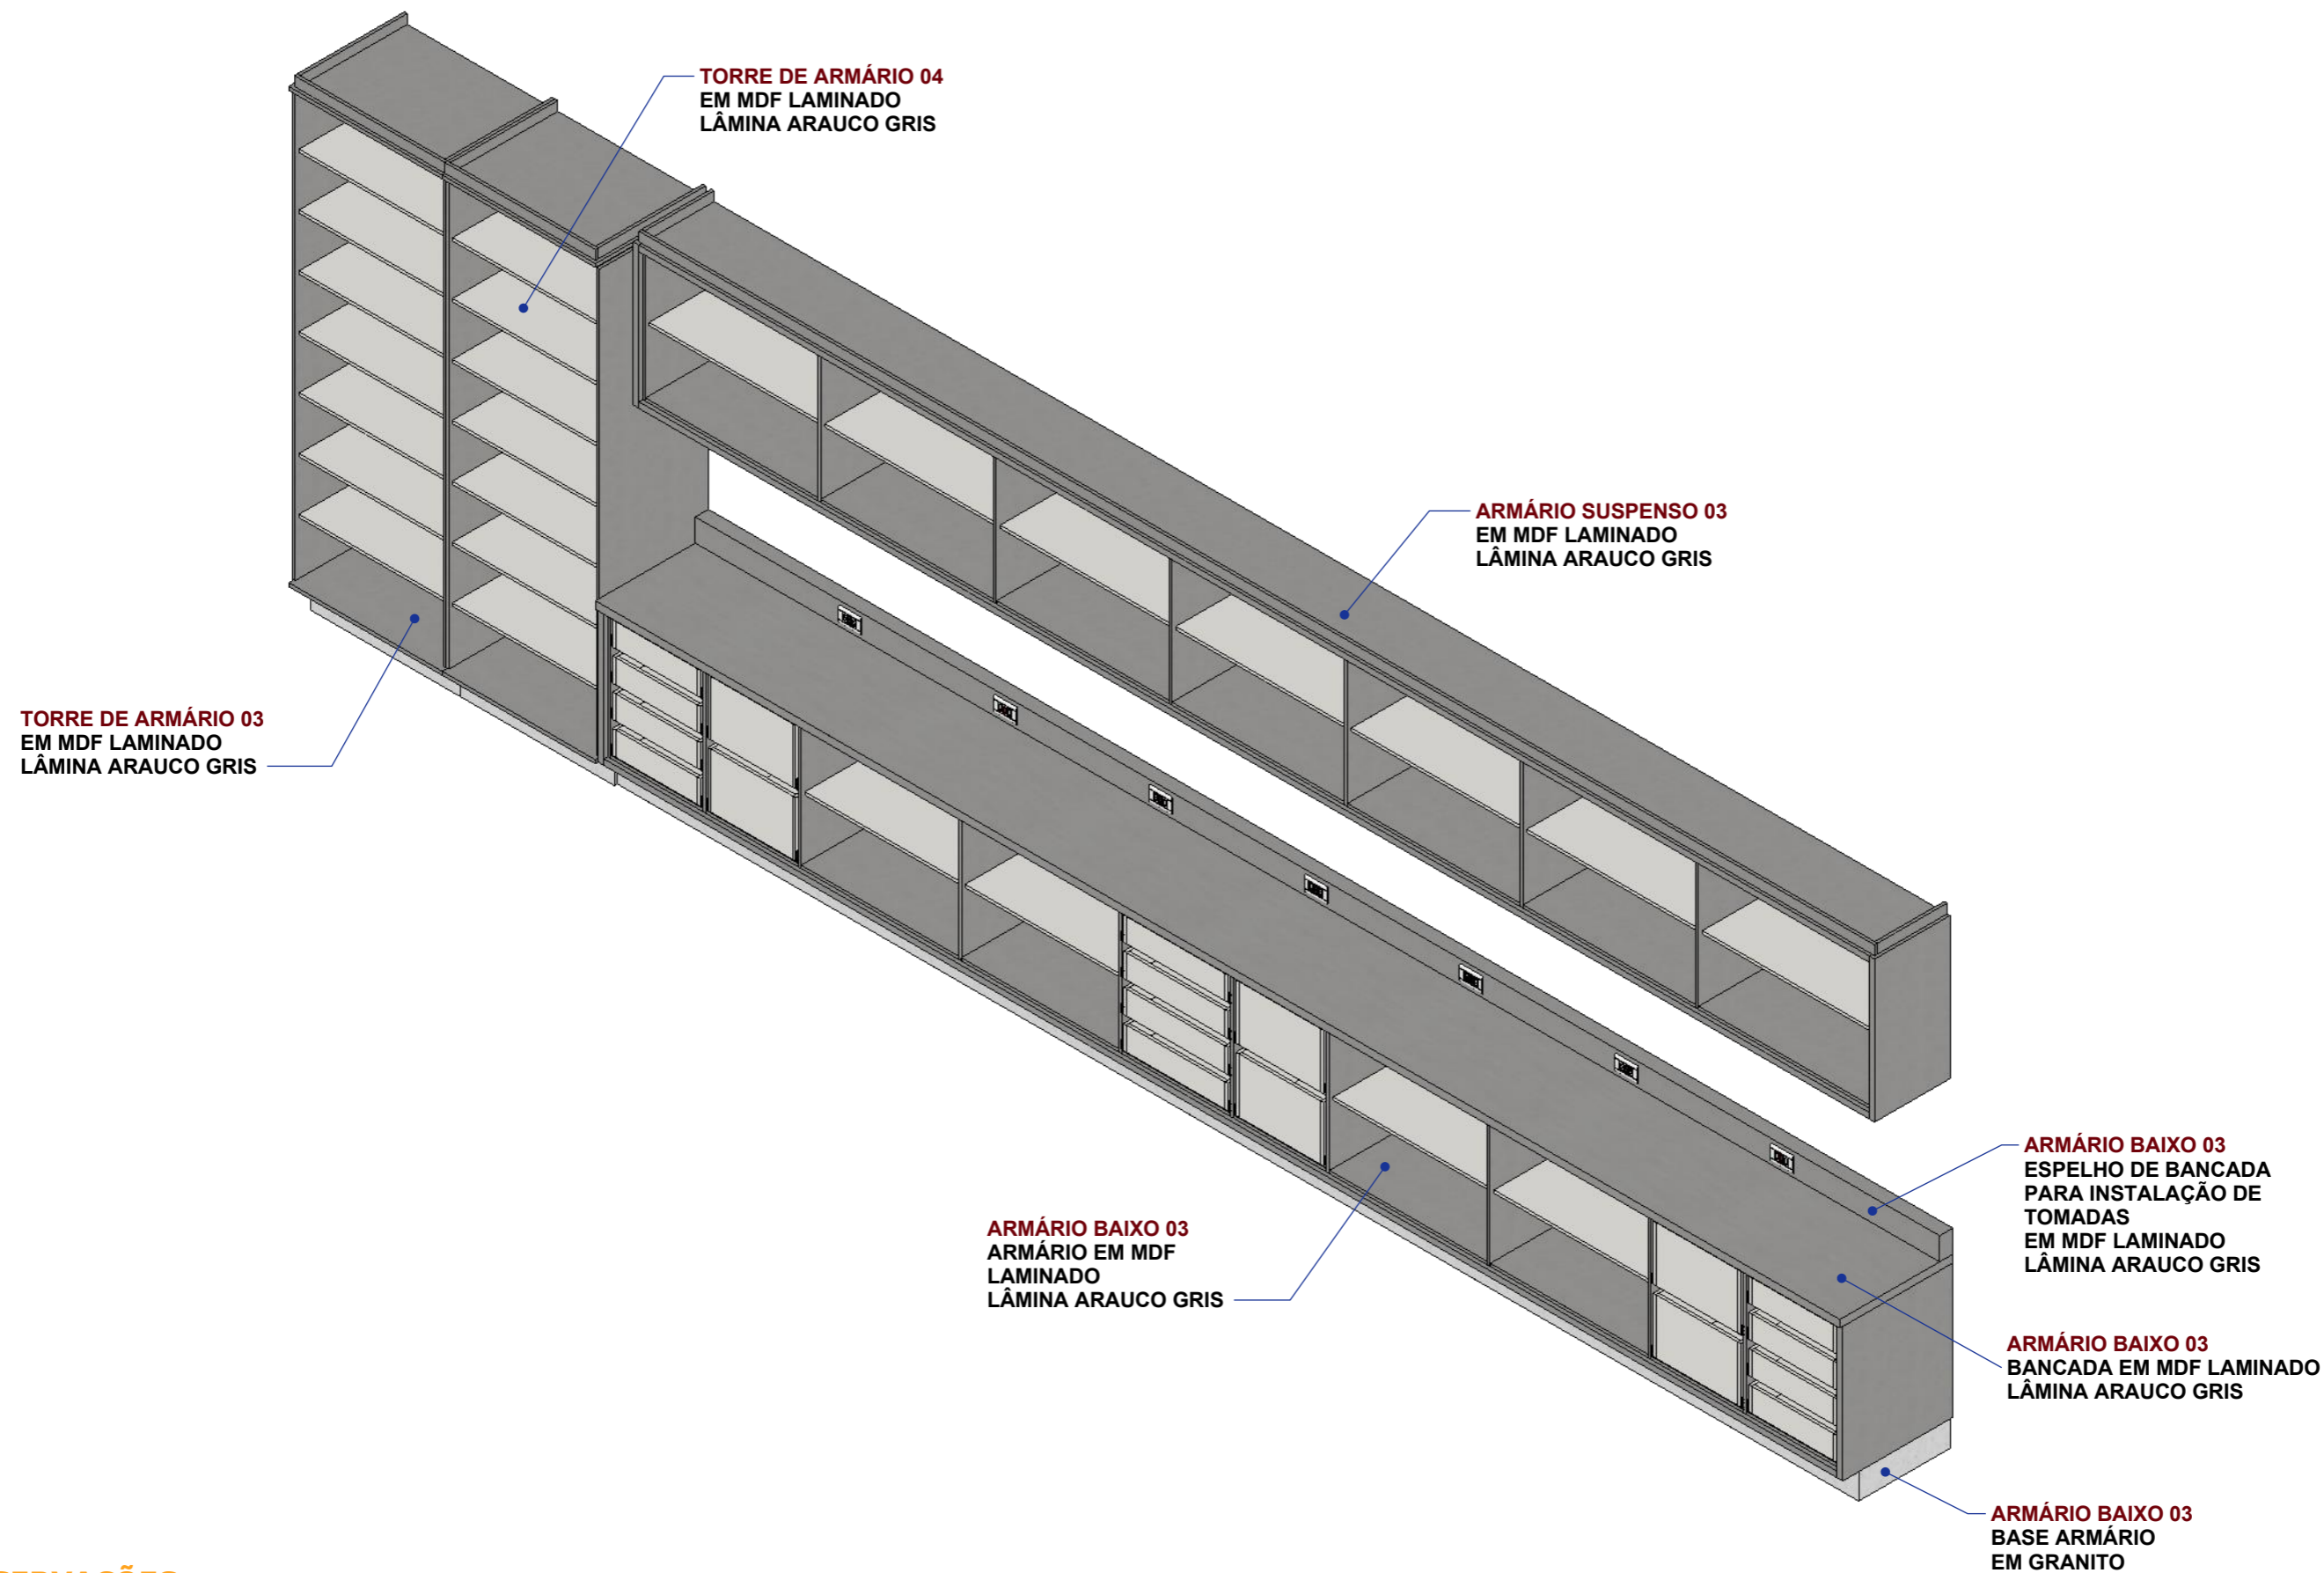 TORRE DE ARMÁRIO 04
EM MDF LAMINADO
LÂMINA ARAUCO GRIS
ARMÁRIO SUSPENSO 03
EM MDF LAMINADO
LÂMINA ARAUCO GRIS
TORRE DE ARMÁRIO 03
EM MDF LAMINADO
LÂMINA ARAUCO GRIS
ARMÁRIO BAIXO 03
ESPELHO DE BANCADA
PARA INSTALAÇÃO DE
TOMADAS
EM MDF LAMINADO
LÂMINA ARAUCO GRIS
ARMÁRIO BAIXO 03
ARMÁRIO EM MDF
LAMINADO
LÂMINA ARAUCO GRIS
ARMÁRIO BAIXO 03
BANCADA EM MDF LAMINADO
LÂMINA ARAUCO GRIS
ARMÁRIO BAIXO 03
BASE ARMÁRIO
EM GRANITO